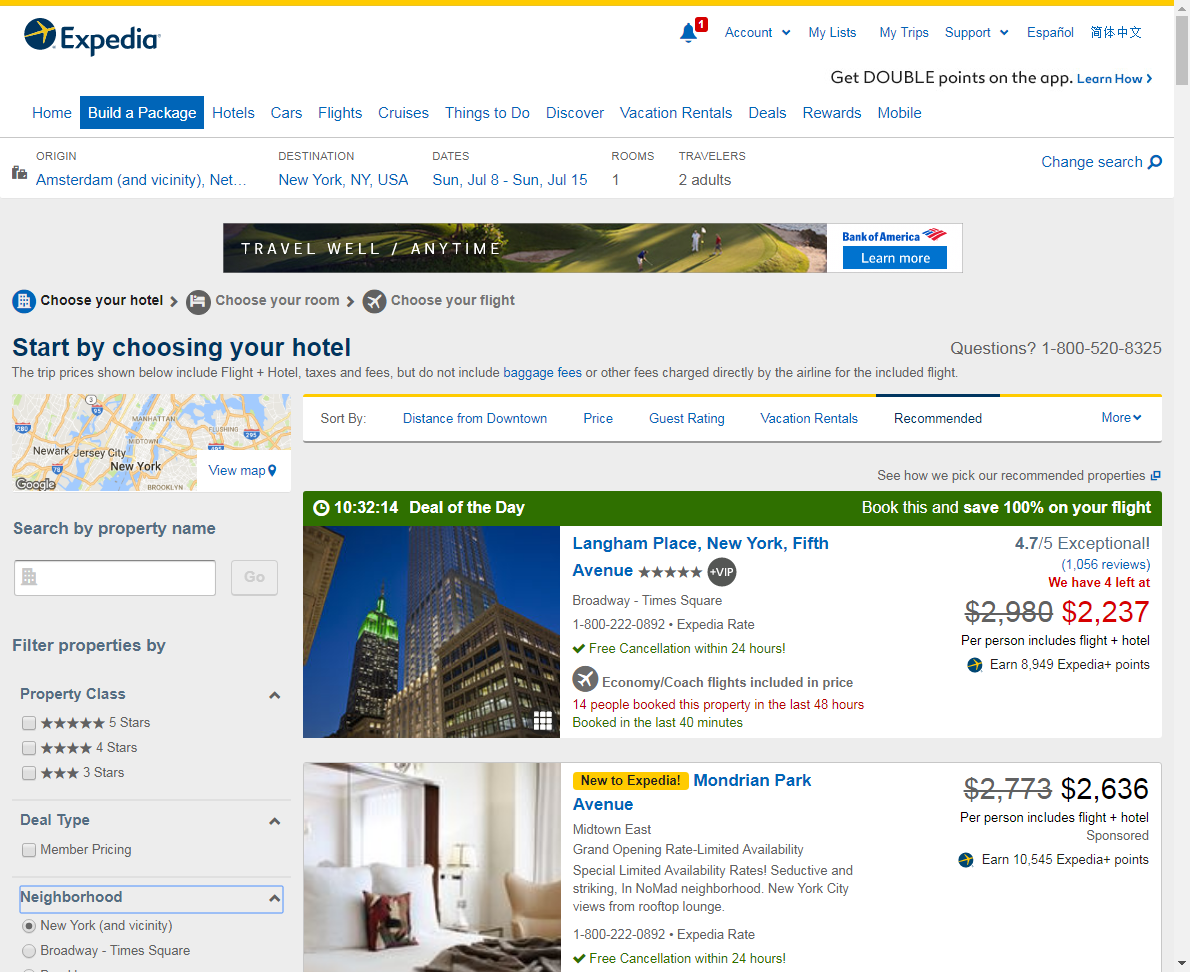 Expedia
1
Account
My Lists
My Trips
Support
Español
简体中文
Get DOUBLE points on the app. Learn How
Home
Build a Package
Hotels
Cars
Flights
Cruises
Things to Do
Discover
Vacation Rentals
Deals
Rewards
Mobile
ORIGIN
Amsterdam (and vicinity), Net...
DESTINATION
New York, NY, USA
DATES
Sun, Jul 8 - Sun, Jul 15
ROOMS
1
TRAVELERS
2 adults
Change search
TRAVEL WELL / ANYTIME
Bank of America
Learn more
Choose your hotel
Choose your room
Choose your flight
Start by choosing your hotel
Questions? 1-800-520-8325
The trip prices shown below include Flight + Hotel, taxes and fees, but do not include baggage fees or other fees charged directly by the airline for the included flight.
3
95
MANHATTAN
280
FLUSHING
295
MIDTOWN
495
Newark
Jersey City
New York
78
BROOKLYN
Google
View map
Search by property name
Go
Filter properties by
Property Class
5 Stars
4 Stars
3 Stars
Deal Type
Member Pricing
Neighborhood
New York (and vicinity)
Broadway - Times Square
Sort By:
Distance from Downtown
Price
Guest Rating
Vacation Rentals
Recommended
More
See how we pick our recommended properties
10:32:14 Deal of the Day
Book this and save 100% on your flight
Langham Place, New York, Fifth
Avenue ★★★★★ +VIP
Broadway - Times Square
1-800-222-0892 • Expedia Rate
Free Cancellation within 24 hours!
Economy/Coach flights included in price
14 people booked this property in the last 48 hours
Booked in the last 40 minutes
4.7/5 Exceptional!
(1,056 reviews)
We have 4 left at
$2,980 $2,237
Per person includes flight + hotel
Earn 8,949 Expedia+ points
New to Expedia! Mondrian Park
Avenue
Midtown East
Grand Opening Rate-Limited Availability
Special Limited Availability Rates! Seductive and
striking, In NoMad neighborhood. New York City
views from rooftop lounge.
1-800-222-0892 • Expedia Rate
Free Cancellation within 24 hours!
$2,773 $2,636
Per person includes flight + hotel
Sponsored
Earn 10,545 Expedia+ points